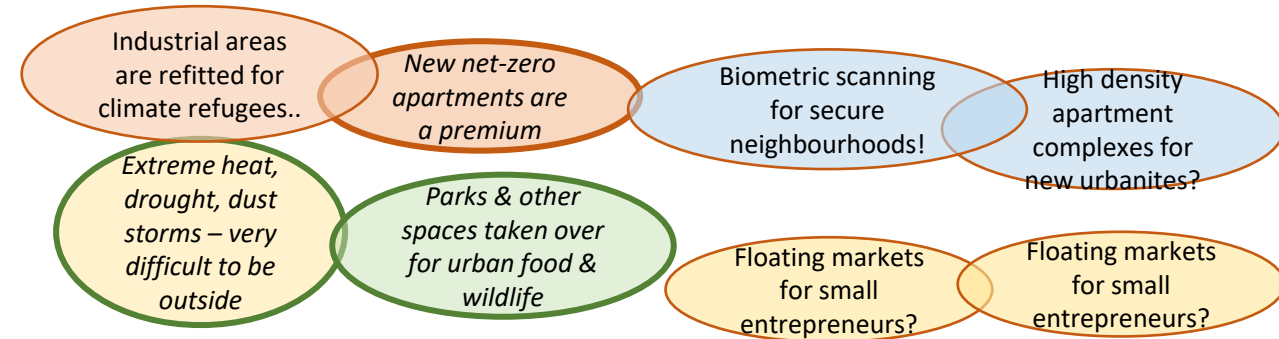 Industrial areas
are refitted for
climate refugees..
New net-zero
apartments are
a premium
Biometric scanning
for secure
neighbourhoods!
High density
apartment
complexes for
new urbanites?
Extreme heat,
drought, dust
storms – very
difficult to be
outside
Parks & other
spaces taken over
for urban food &
wildlife
Floating markets
for small
entrepreneurs?
Floating markets
for small
entrepreneurs?